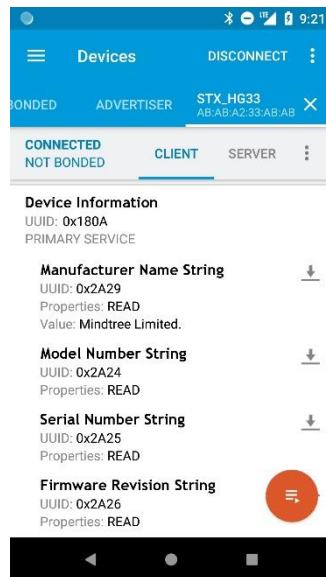 9:21
Devices
DISCONNECT
BONDED
ADVERTISER
STX_HG33
AB:AB:A2:33:AB:AB
CONNECTED
NOT BONDED
CLIENT
SERVER
Device Information
UUID: 0x180A
PRIMARY SERVICE
Manufacturer Name String
UUID: 0x2A29
Properties: READ
Value: Mindtree Limited.
Model Number String
UUID: 0x2A24
Properties: READ
Serial Number String
UUID: 0x2A25
Properties: READ
Firmware Revision String
UUID: 0x2A26
Properties: READ